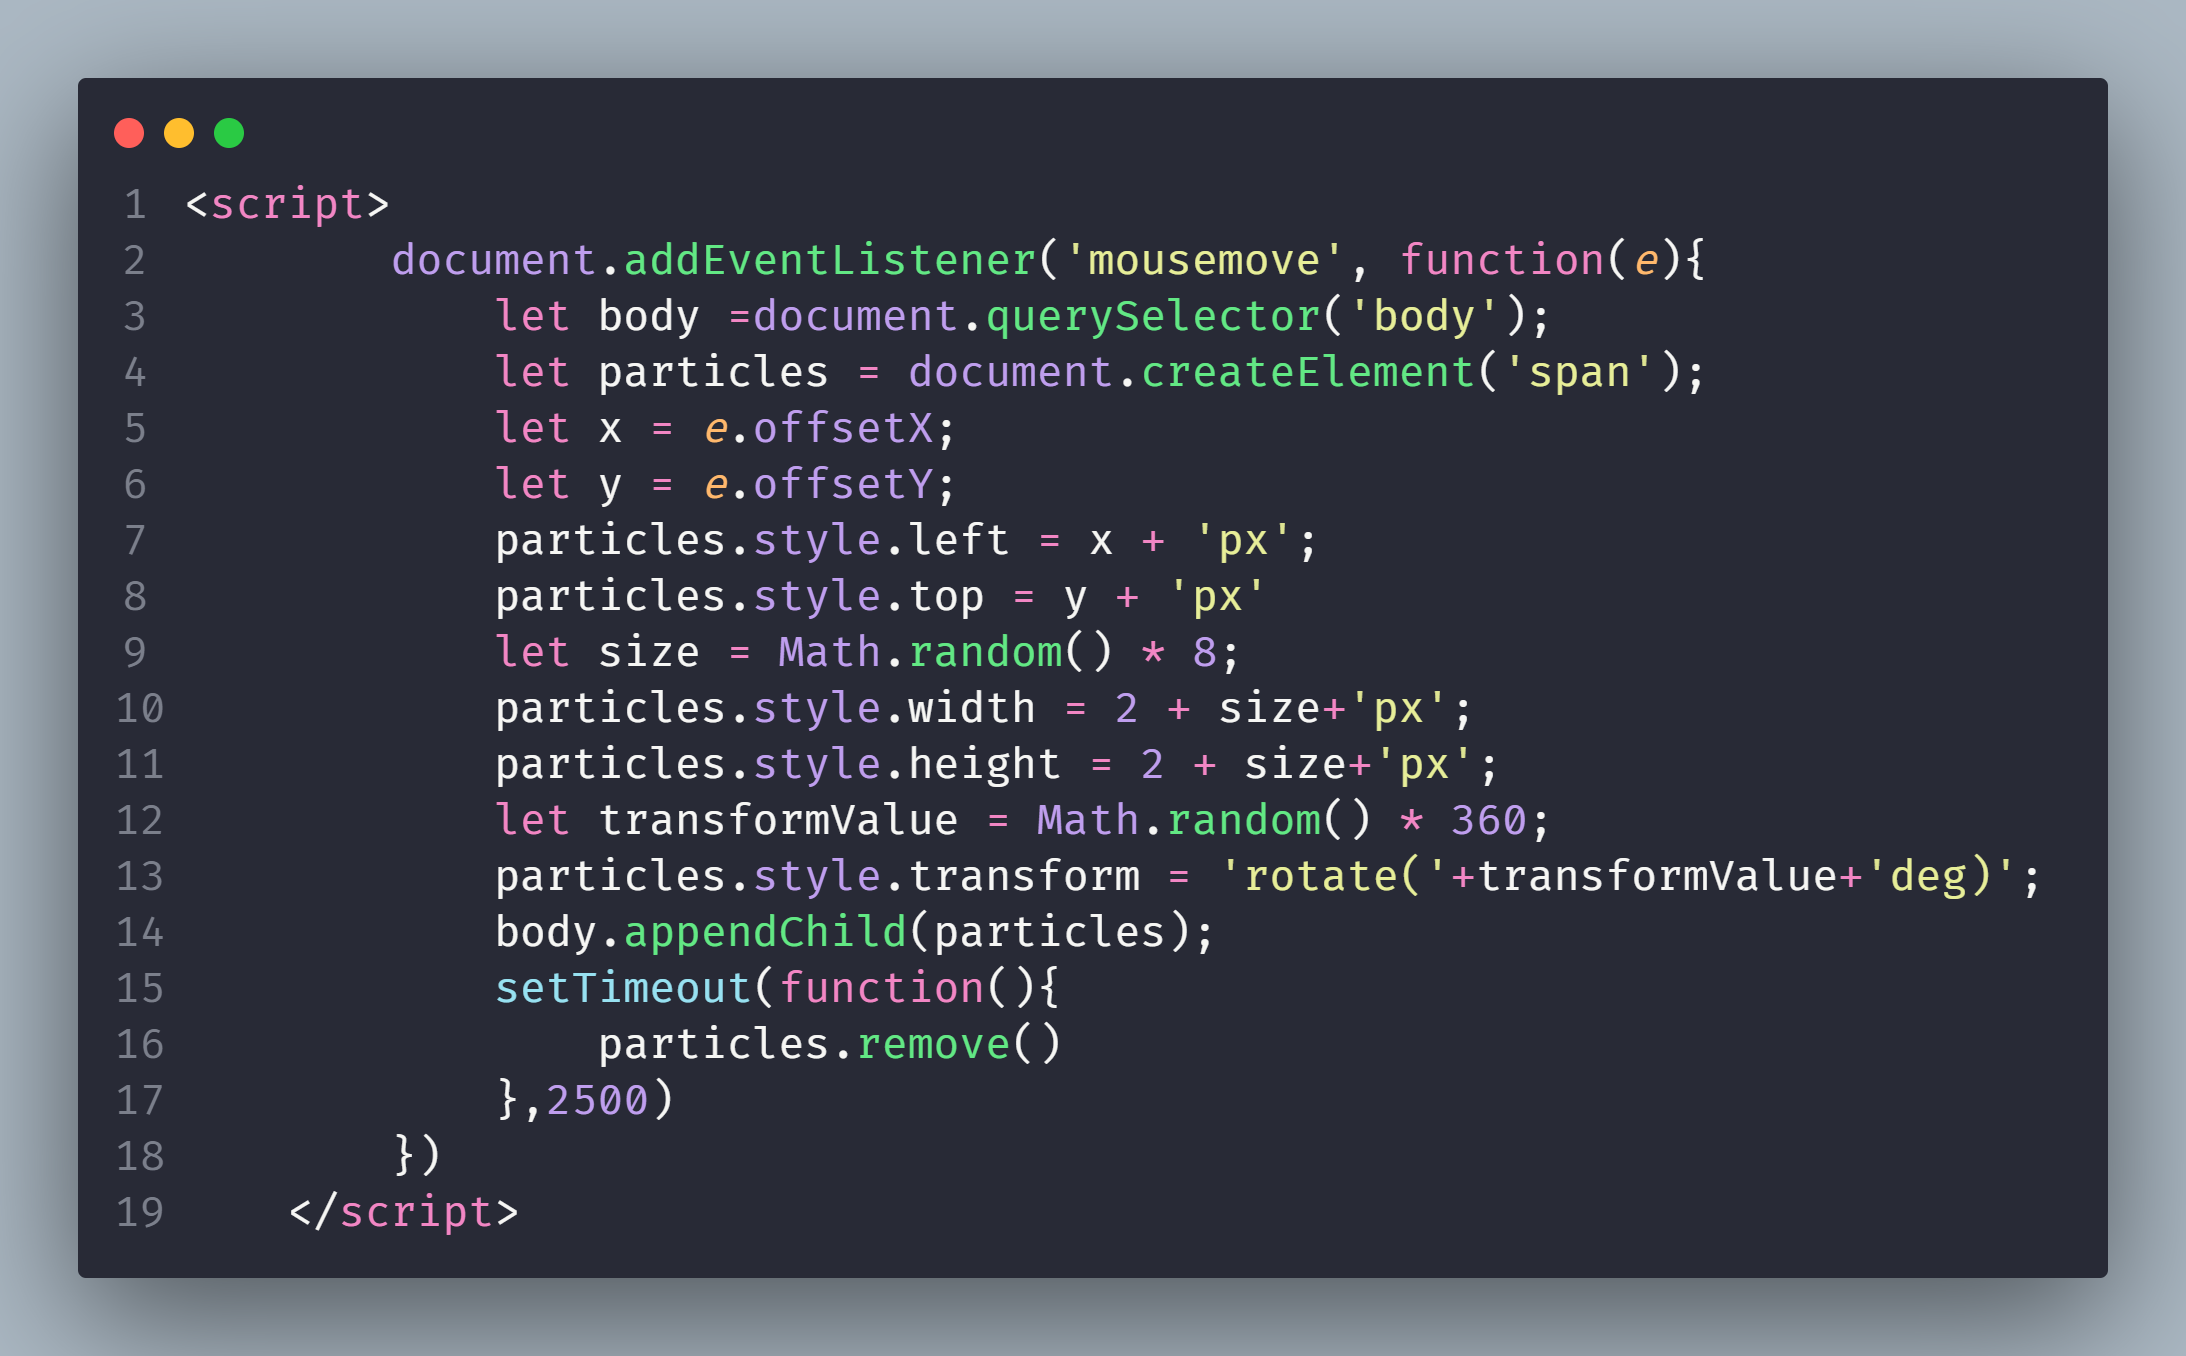 1 <script>
2         document.addEventListener('mousemove', function(e){
3             let body =document.querySelector('body');
4             let particles = document.createElement('span');
5             let x = e.offsetX;
6             let y = e.offsetY;
7             particles.style.left = x + 'px';
8             particles.style.top = y + 'px'
9             let size = Math.random() * 8;
10             particles.style.width = 2 + size+'px';
11             particles.style.height = 2 + size+'px';
12             let transformValue = Math.random() * 360;
13             particles.style.transform = 'rotate('+transformValue+'deg)';
14             body.appendChild(particles);
15             setTimeout(function(){
16                 particles.remove()
17             },2500)
18         })
19     </script>